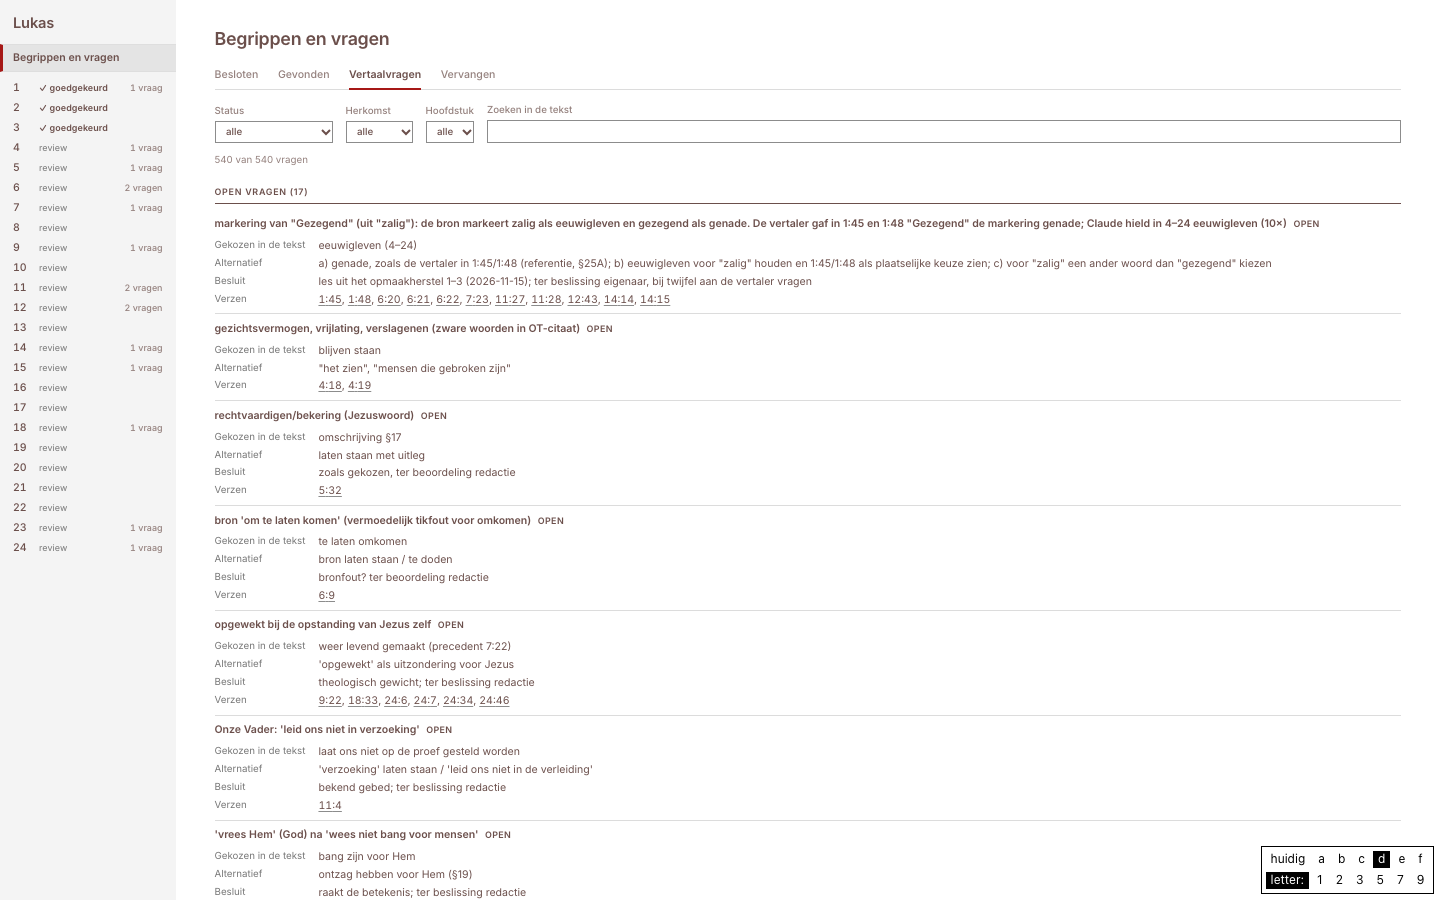 Lukas
Begrippen en vragen
1 ✓ goedgekeurd 1 vraag
2 ✓ goedgekeurd
3 ✓ goedgekeurd
4 review 1 vraag
5 review 1 vraag
6 review 2 vragen
7 review 1 vraag
8 review
9 review 1 vraag
10 review
11 review 2 vragen
12 review 2 vragen
13 review
14 review 1 vraag
15 review 1 vraag
16 review
17 review
18 review 1 vraag
19 review
20 review
21 review
22 review
23 review 1 vraag
24 review 1 vraag
Begrippen en vragen
Besloten Gevonden Vertaalvragen Vervangen
Status Herkomst Hoofdstuk Zoeken in de tekst
alle alle alle
540 van 540 vragen
OPEN VRAGEN (17)
markering van "Gezegend" (uit "zalig"): de bron markeert zalig als eeuwigleven en gezegend als genade. De vertaler gaf in 1:45 en 1:48 "Gezegend" de markering genade; Claude hield in 4–24 eeuwigleven (10×) OPEN
Gekozen in de tekst eeuwigleven (4–24)
Alternatief a) genade, zoals de vertaler in 1:45/1:48 (referentie, §25A); b) eeuwigleven voor "zalig" houden en 1:45/1:48 als plaatselijke keuze zien; c) voor "zalig" een ander woord dan "gezegend" kiezen
Besluit les uit het opmaakherstel 1–3 (2026-11-15); ter beslissing eigenaar, bij twijfel aan de vertaler vragen
Verzen 1:45, 1:48, 6:20, 6:21, 6:22, 7:23, 11:27, 11:28, 12:43, 14:14, 14:15
gezichtsvermogen, vrijlating, verslagenen (zware woorden in OT-citaat) OPEN
Gekozen in de tekst blijven staan
Alternatief "het zien", "mensen die gebroken zijn"
Verzen 4:18, 4:19
rechtvaardigen/bekering (Jezuswoord) OPEN
Gekozen in de tekst omschrijving §17
Alternatief laten staan met uitleg
Besluit zoals gekozen, ter beoordeling redactie
Verzen 5:32
bron 'om te laten komen' (vermoedelijk tikfout voor omkomen) OPEN
Gekozen in de tekst te laten omkomen
Alternatief bron laten staan / te doden
Besluit bronfout? ter beoordeling redactie
Verzen 6:9
opgewekt bij de opstanding van Jezus zelf OPEN
Gekozen in de tekst weer levend gemaakt (precedent 7:22)
Alternatief 'opgewekt' als uitzondering voor Jezus
Besluit theologisch gewicht; ter beslissing redactie
Verzen 9:22, 18:33, 24:6, 24:7, 24:34, 24:46
Onze Vader: 'leid ons niet in verzoeking' OPEN
Gekozen in de tekst laat ons niet op de proef gesteld worden
Alternatief 'verzoeking' laten staan / 'leid ons niet in de verleiding'
Besluit bekend gebed; ter beslissing redactie
Verzen 11:4
'vrees Hem' (God) na 'wees niet bang voor mensen' OPEN
Gekozen in de tekst bang zijn voor Hem
Alternatief ontzag hebben voor Hem (§19)
Besluit raakt de betekenis; ter beslissing redactie
huidig a b c d e f
letter: 1 2 3 5 7 9